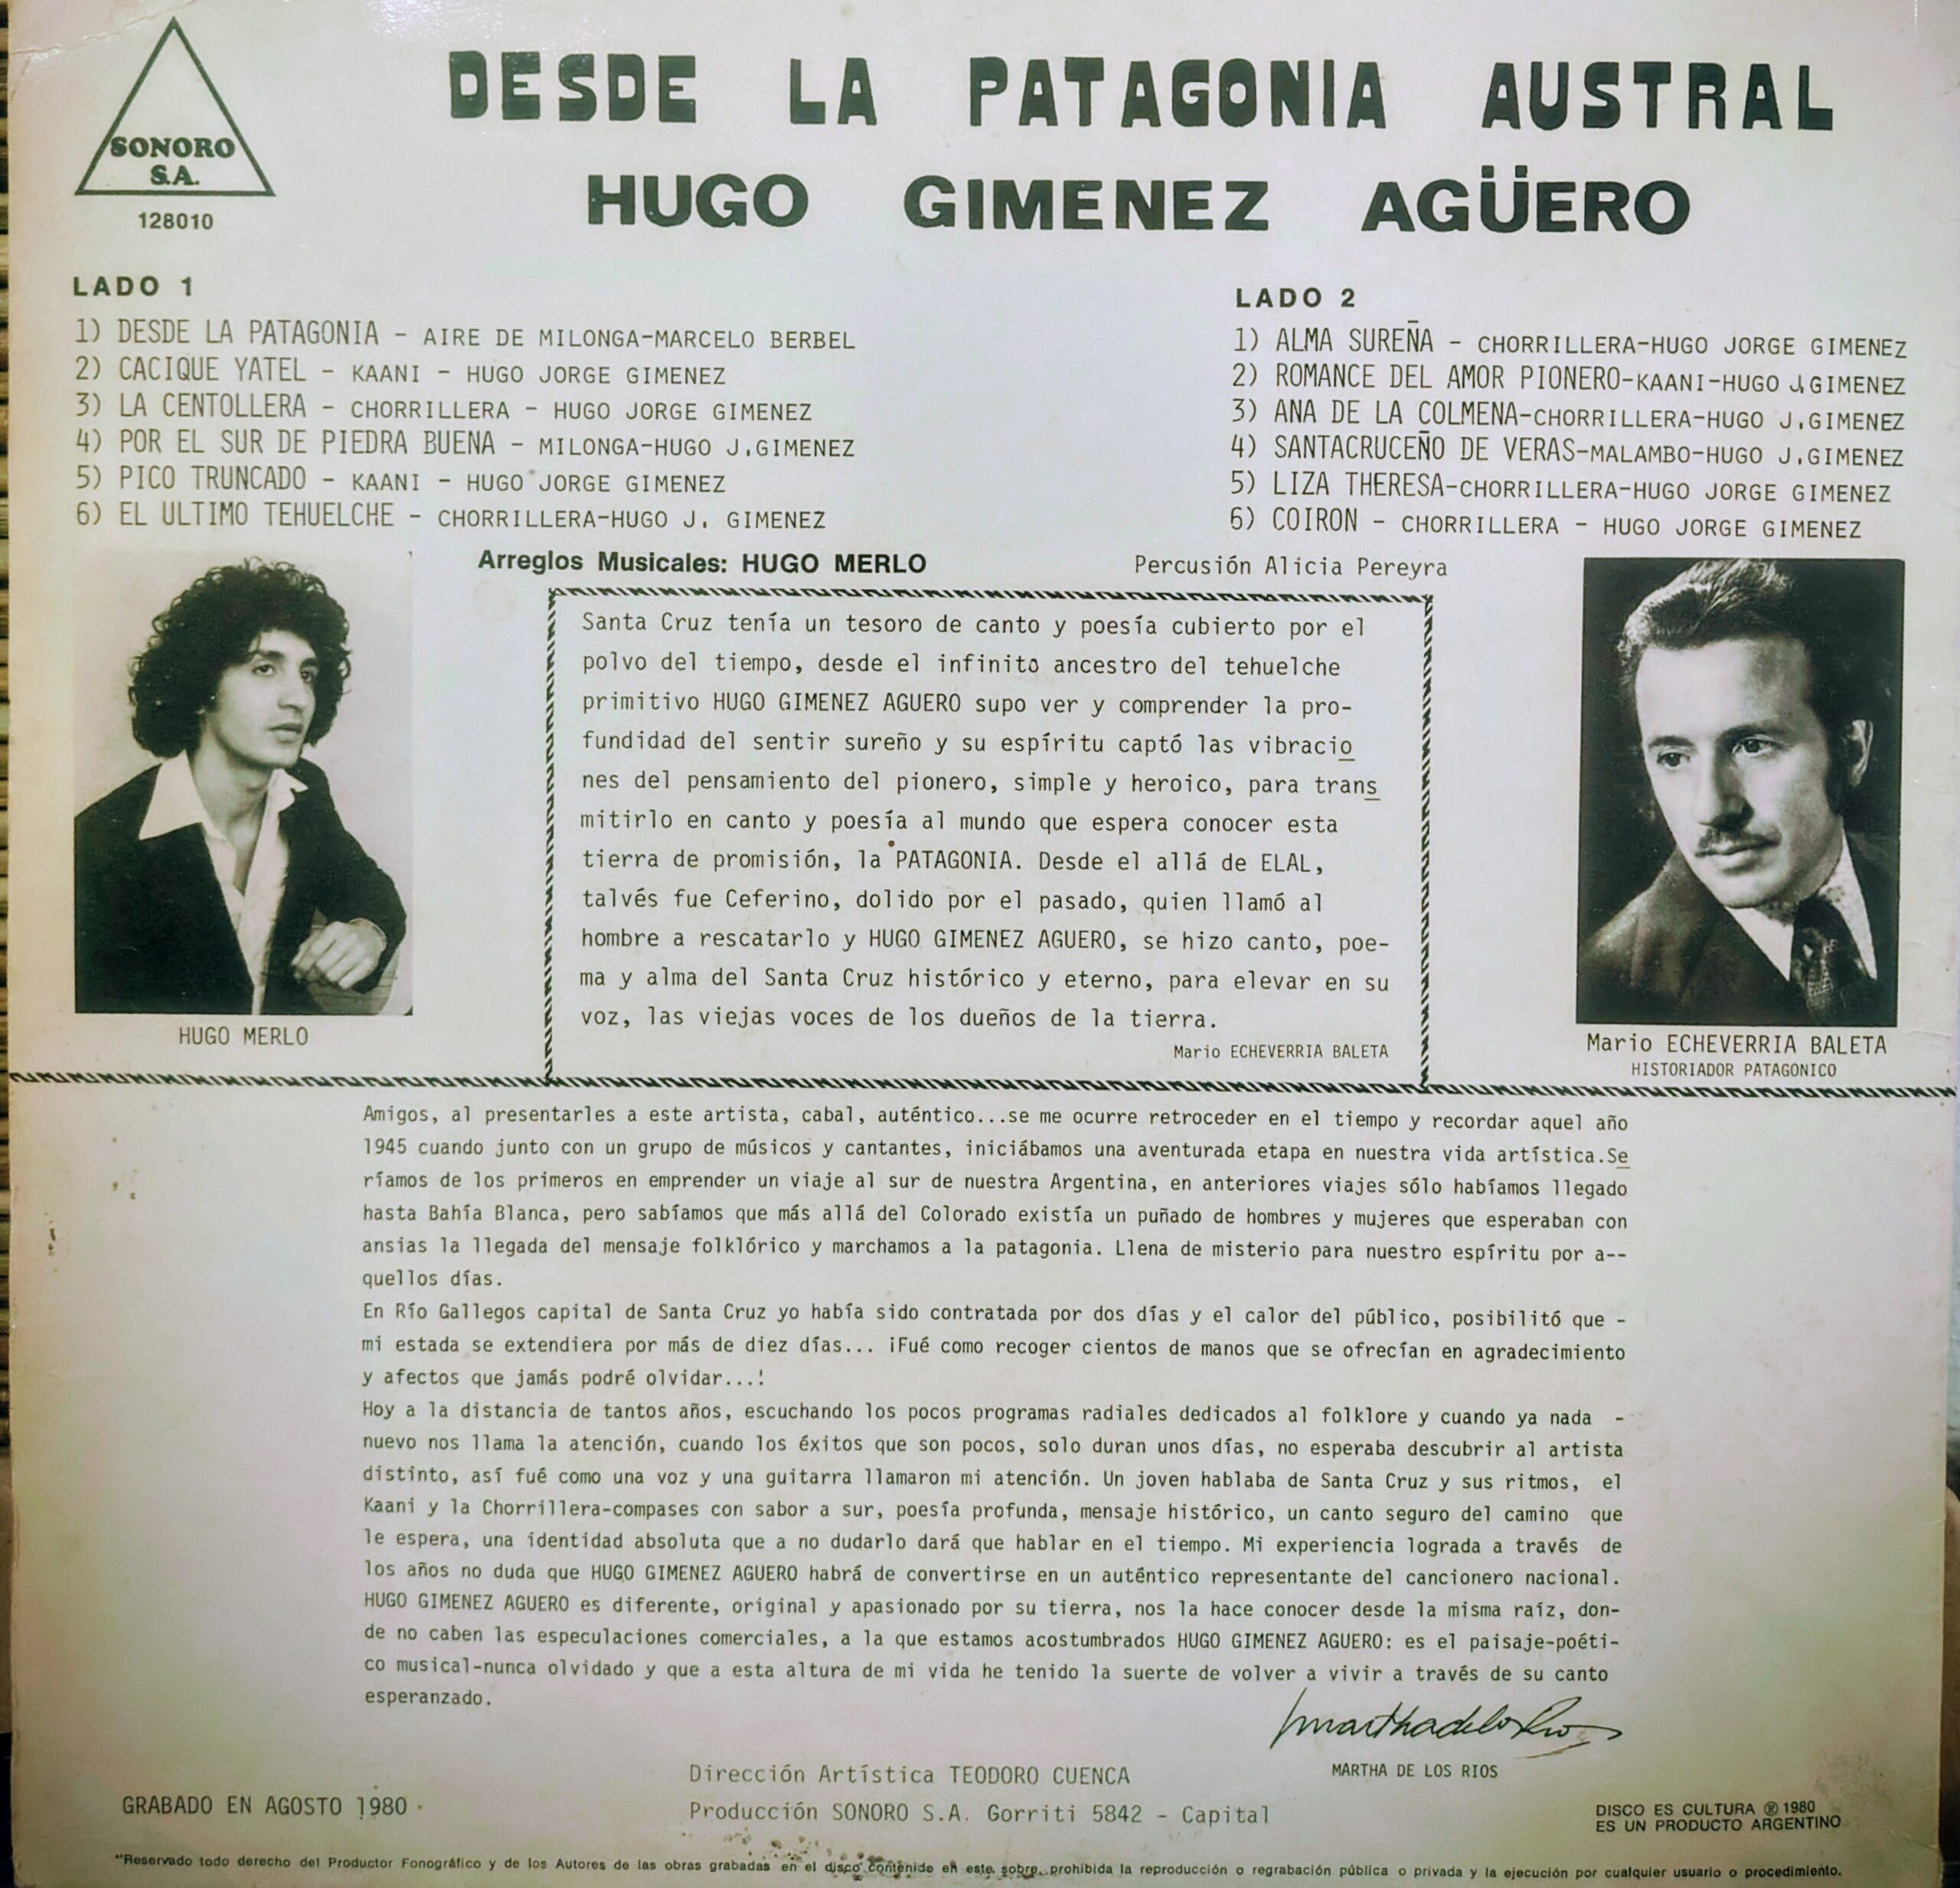 SONORO
S.A.
128010
DESDE LA PATAGONIA AUSTRAL
HUGO GIMENEZ AGÜERO
LADO 1
1) DESDE LA PATAGONIA - AIRE DE MILONGA-MARCELO BERBEL
2) CACIQUE YATEL - KAANI - HUGO JORGE GIMENEZ
3) LA CENTOLLERA - CHORRILLERA - HUGO JORGE GIMENEZ
4) POR EL SUR DE PIEDRA BUENA - MILONGA-HUGO J.GIMENEZ
5) PICO TRUNCADO - KAANI - HUGO JORGE GIMENEZ
6) EL ULTIMO TEHUELCHE - CHORRILLERA-HUGO J. GIMENEZ
LADO 2
1) ALMA SUREÑA - CHORRILLERA-HUGO JORGE GIMENEZ
2) ROMANCE DEL AMOR PIONERO-KAANI-HUGO J.GIMENEZ
3) ANA DE LA COLMENA-CHORRILLERA-HUGO J.GIMENEZ
4) SANTACRUCEÑO DE VERAS-MALAMBO-HUGO J.GIMENEZ
5) LIZA THERESA-CHORRILLERA-HUGO JORGE GIMENEZ
6) COIRON - CHORRILLERA - HUGO JORGE GIMENEZ
Arreglos Musicales: HUGO MERLO
Percusión Alicia Pereyra
Santa Cruz tenía un tesoro de canto y poesía cubierto por el
polvo del tiempo, desde el infinito ancestro del tehuelche
primitivo HUGO GIMENEZ AGUERO supo ver y comprender la pro-
fundidad del sentir sureño y su espíritu captó las vibracio
nes del pensamiento del pionero, simple y heroico, para trans
mitirlo en canto y poesía al mundo que espera conocer esta
tierra de promisión, la PATAGONIA. Desde el allá de ELAL,
talvés fue Ceferino, dolido por el pasado, quien llamó al
hombre a rescatarlo y HUGO GIMENEZ AGUERO, se hizo canto, poe-
ma y alma del Santa Cruz histórico y eterno, para elevar en su
voz, las viejas voces de los dueños de la tierra.
Mario ECHEVERRIA BALETA
HUGO MERLO
Mario ECHEVERRIA BALETA
HISTORIADOR PATAGONICO
Amigos, al presentarles a este artista, cabal, auténtico...se me ocurre retroceder en el tiempo y recordar aquel año
1945 cuando junto con un grupo de músicos y cantantes, iniciábamos una aventurada etapa en nuestra vida artística.Se
ríamos de los primeros en emprender un viaje al sur de nuestra Argentina, en anteriores viajes sólo habíamos llegado
hasta Bahía Blanca, pero sabíamos que más allá del Colorado existía un puñado de hombres y mujeres que esperaban con
ansias la llegada del mensaje folklórico y marchamos a la patagonia. Llena de misterio para nuestro espíritu por a--
quellos días.
En Río Gallegos capital de Santa Cruz yo había sido contratada por dos días y el calor del público, posibilitó que -
mi estada se extendiera por más de diez días... ¡Fué como recoger cientos de manos que se ofrecían en agradecimiento
y afectos que jamás podré olvidar...!
Hoy a la distancia de tantos años, escuchando los pocos programas radiales dedicados al folklore y cuando ya nada -
nuevo nos llama la atención, cuando los éxitos que son pocos, solo duran unos días, no esperaba descubrir al artista
distinto, así fué como una voz y una guitarra llamaron mi atención. Un joven hablaba de Santa Cruz y sus ritmos, el
Kaani y la Chorrillera-compases con sabor a sur, poesía profunda, mensaje histórico, un canto seguro del camino que
le espera, una identidad absoluta que a no dudarlo dará que hablar en el tiempo. Mi experiencia lograda a través de
los años no duda que HUGO GIMENEZ AGUERO habrá de convertirse en un auténtico representante del cancionero nacional.
HUGO GIMENEZ AGUERO es diferente, original y apasionado por su tierra, nos la hace conocer desde la misma raíz, don-
de no caben las especulaciones comerciales, a la que estamos acostumbrados HUGO GIMENEZ AGUERO: es el paisaje-poéti-
co musical-nunca olvidado y que a esta altura de mi vida he tenido la suerte de volver a vivir a través de su canto
esperanzado.
Martha de los Rios
MARTHA DE LOS RIOS
Dirección Artística TEODORO CUENCA
GRABADO EN AGOSTO 1980
Producción SONORO S.A. Gorriti 5842 - Capital
DISCO ES CULTURA ℗ 1980
ES UN PRODUCTO ARGENTINO
"Reservado todo derecho del Productor Fonográfico y de los Autores de las obras grabadas en el disco contenido en este sobre, prohibida la reproducción o regrabación pública o privada y la ejecución por cualquier usuario o procedimiento.